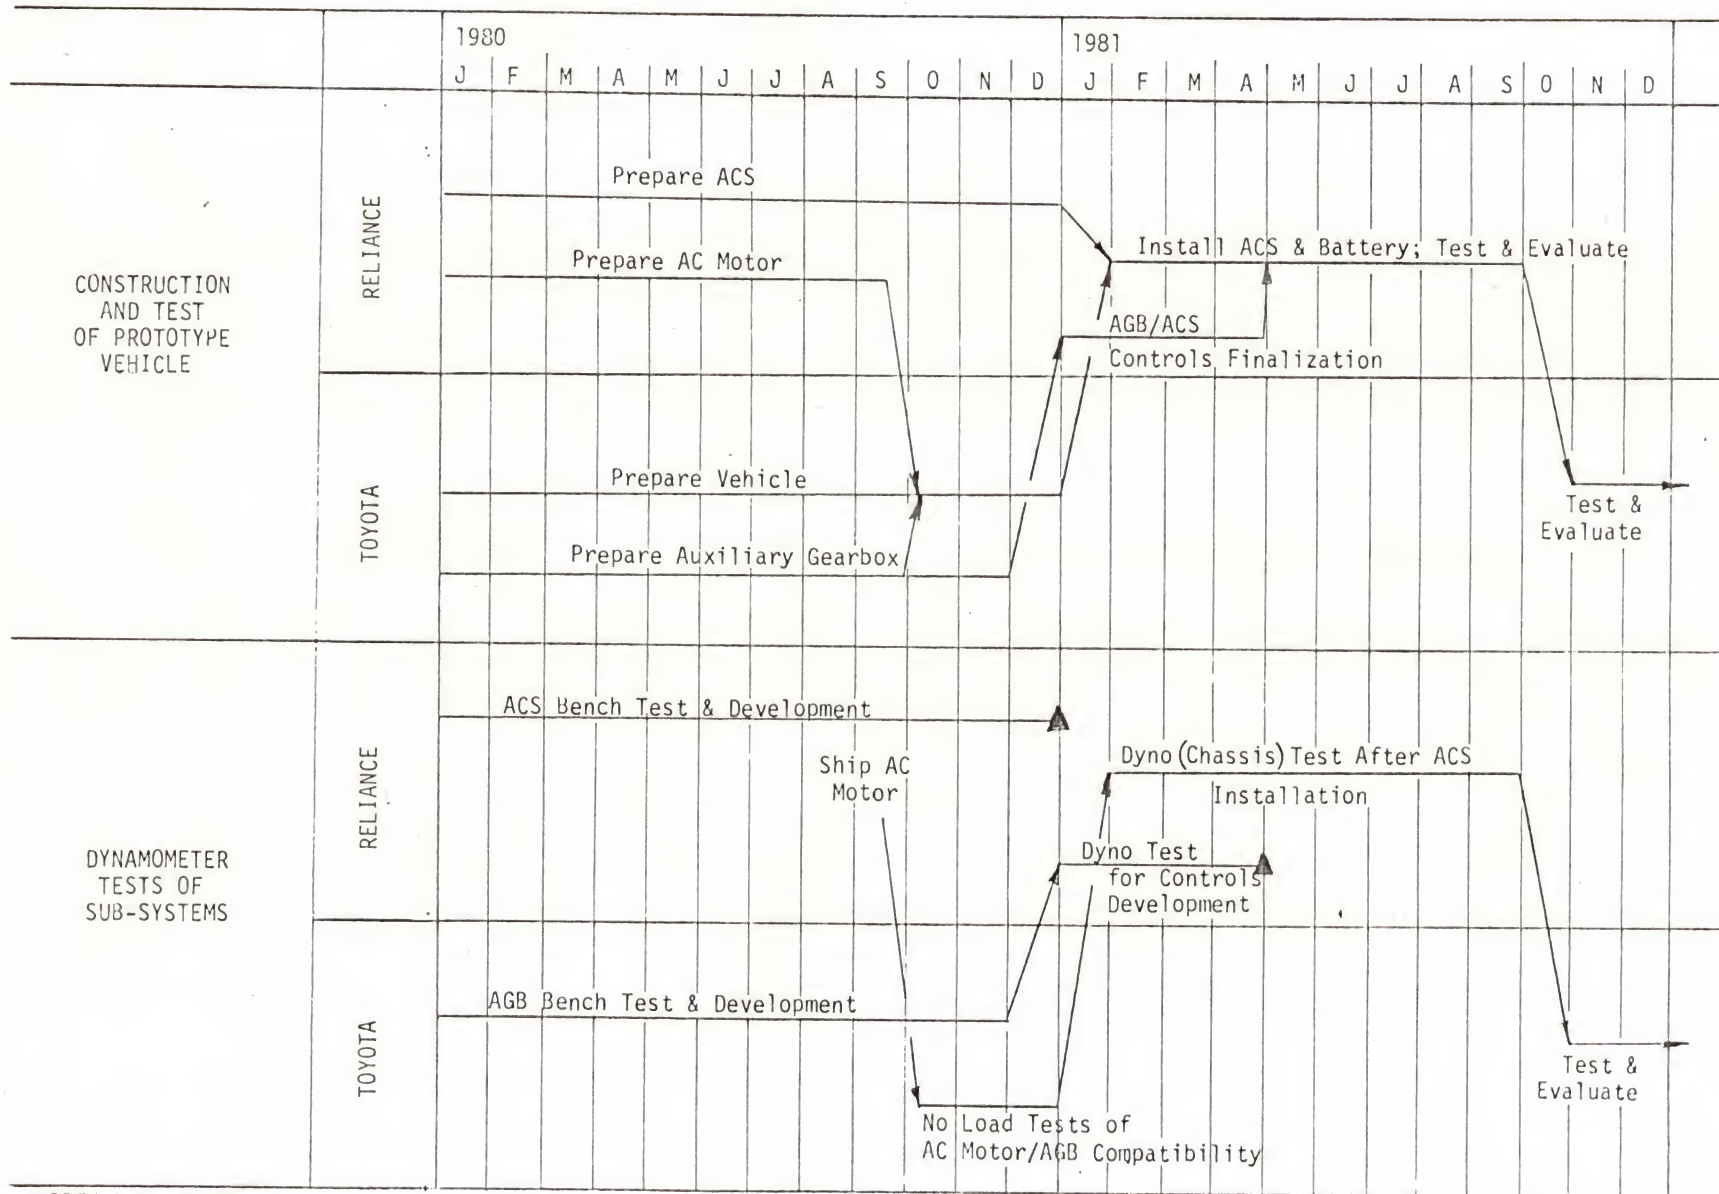 1980
1981
J F M A M J J A S O N D J F M A M J J A S O N D
CONSTRUCTION
AND TEST
OF PROTOTYPE
VEHICLE
RELIANCE
Prepare ACS
Prepare AC Motor
Install ACS & Battery; Test & Evaluate
AGB/ACS
Controls Finalization
TOYOTA
Prepare Vehicle
Prepare Auxiliary Gearbox
Test &
Evaluate
DYNAMOMETER
TESTS OF
SUB-SYSTEMS
RELIANCE
ACS Bench Test & Development
Ship AC
Motor
Dyno (Chassis) Test After ACS
Installation
Dyno Test
for Controls
Development
TOYOTA
AGB Bench Test & Development
No Load Tests of
AC Motor/AGB Compatibility
Test &
Evaluate